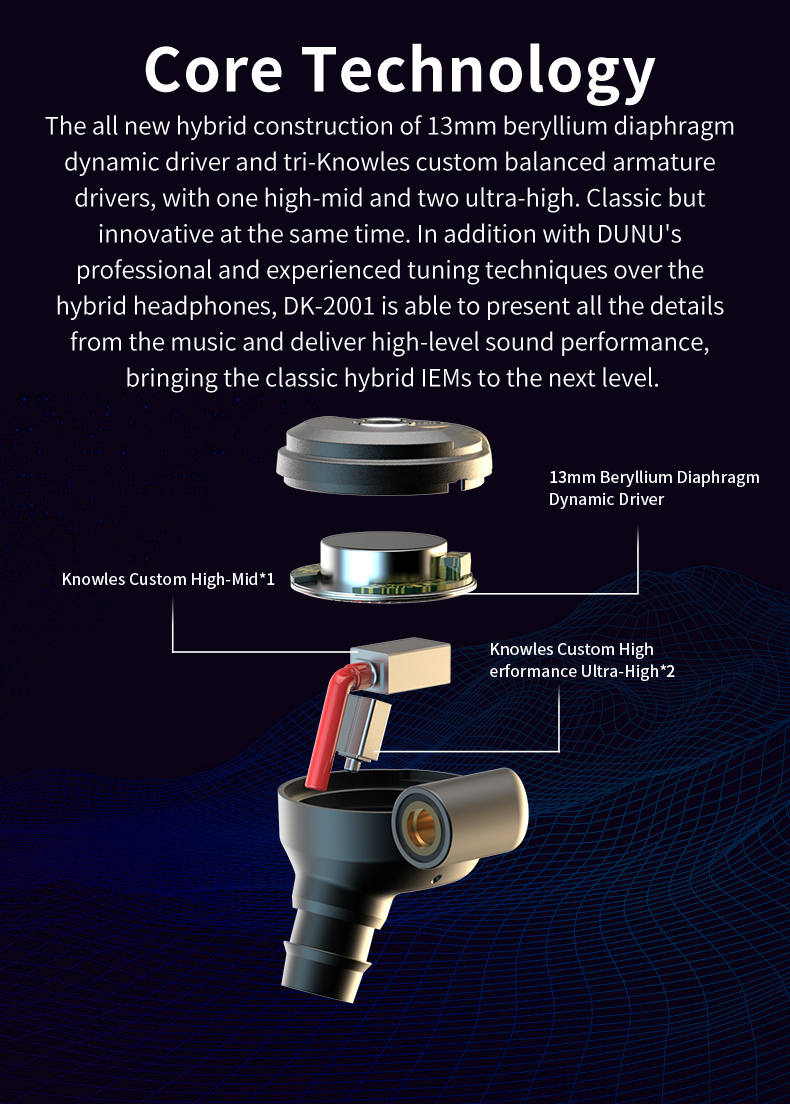 Core Technology
The all new hybrid construction of 13mm beryllium diaphragm
dynamic driver and tri-Knowles custom balanced armature
drivers, with one high-mid and two ultra-high. Classic but
innovative at the same time. In addition with DUNU's
professional and experienced tuning techniques over the
hybrid headphones, DK-2001 is able to present all the details
from the music and deliver high-level sound performance,
bringing the classic hybrid IEMs to the next level.
13mm Beryllium Diaphragm
Dynamic Driver
Knowles Custom High-Mid*1
Knowles Custom High
erformance Ultra-High*2